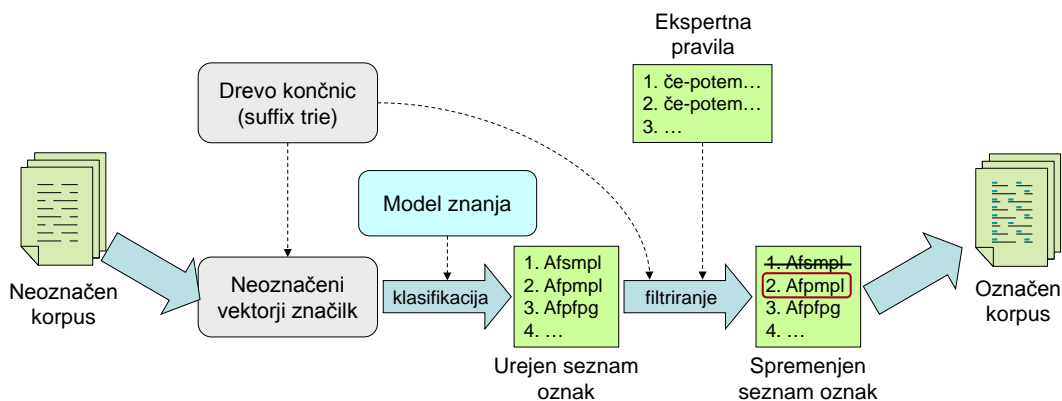 Ekspertna
pravila
1. če-potem…
2. če-potem…
3. …
Drevo končnic
(suffix trie)
Model znanja
Neoznačen
korpus
Neoznačeni
vektorji značilk
klasifikacija
1. Afsmpl
2. Afpmpl
3. Afpfpg
4. …
Urejen seznam
oznak
filtriranje
1. Afsmpl
2. Afpmpl
3. Afpfpg
4. …
Spremenjen
seznam oznak
Označen
korpus